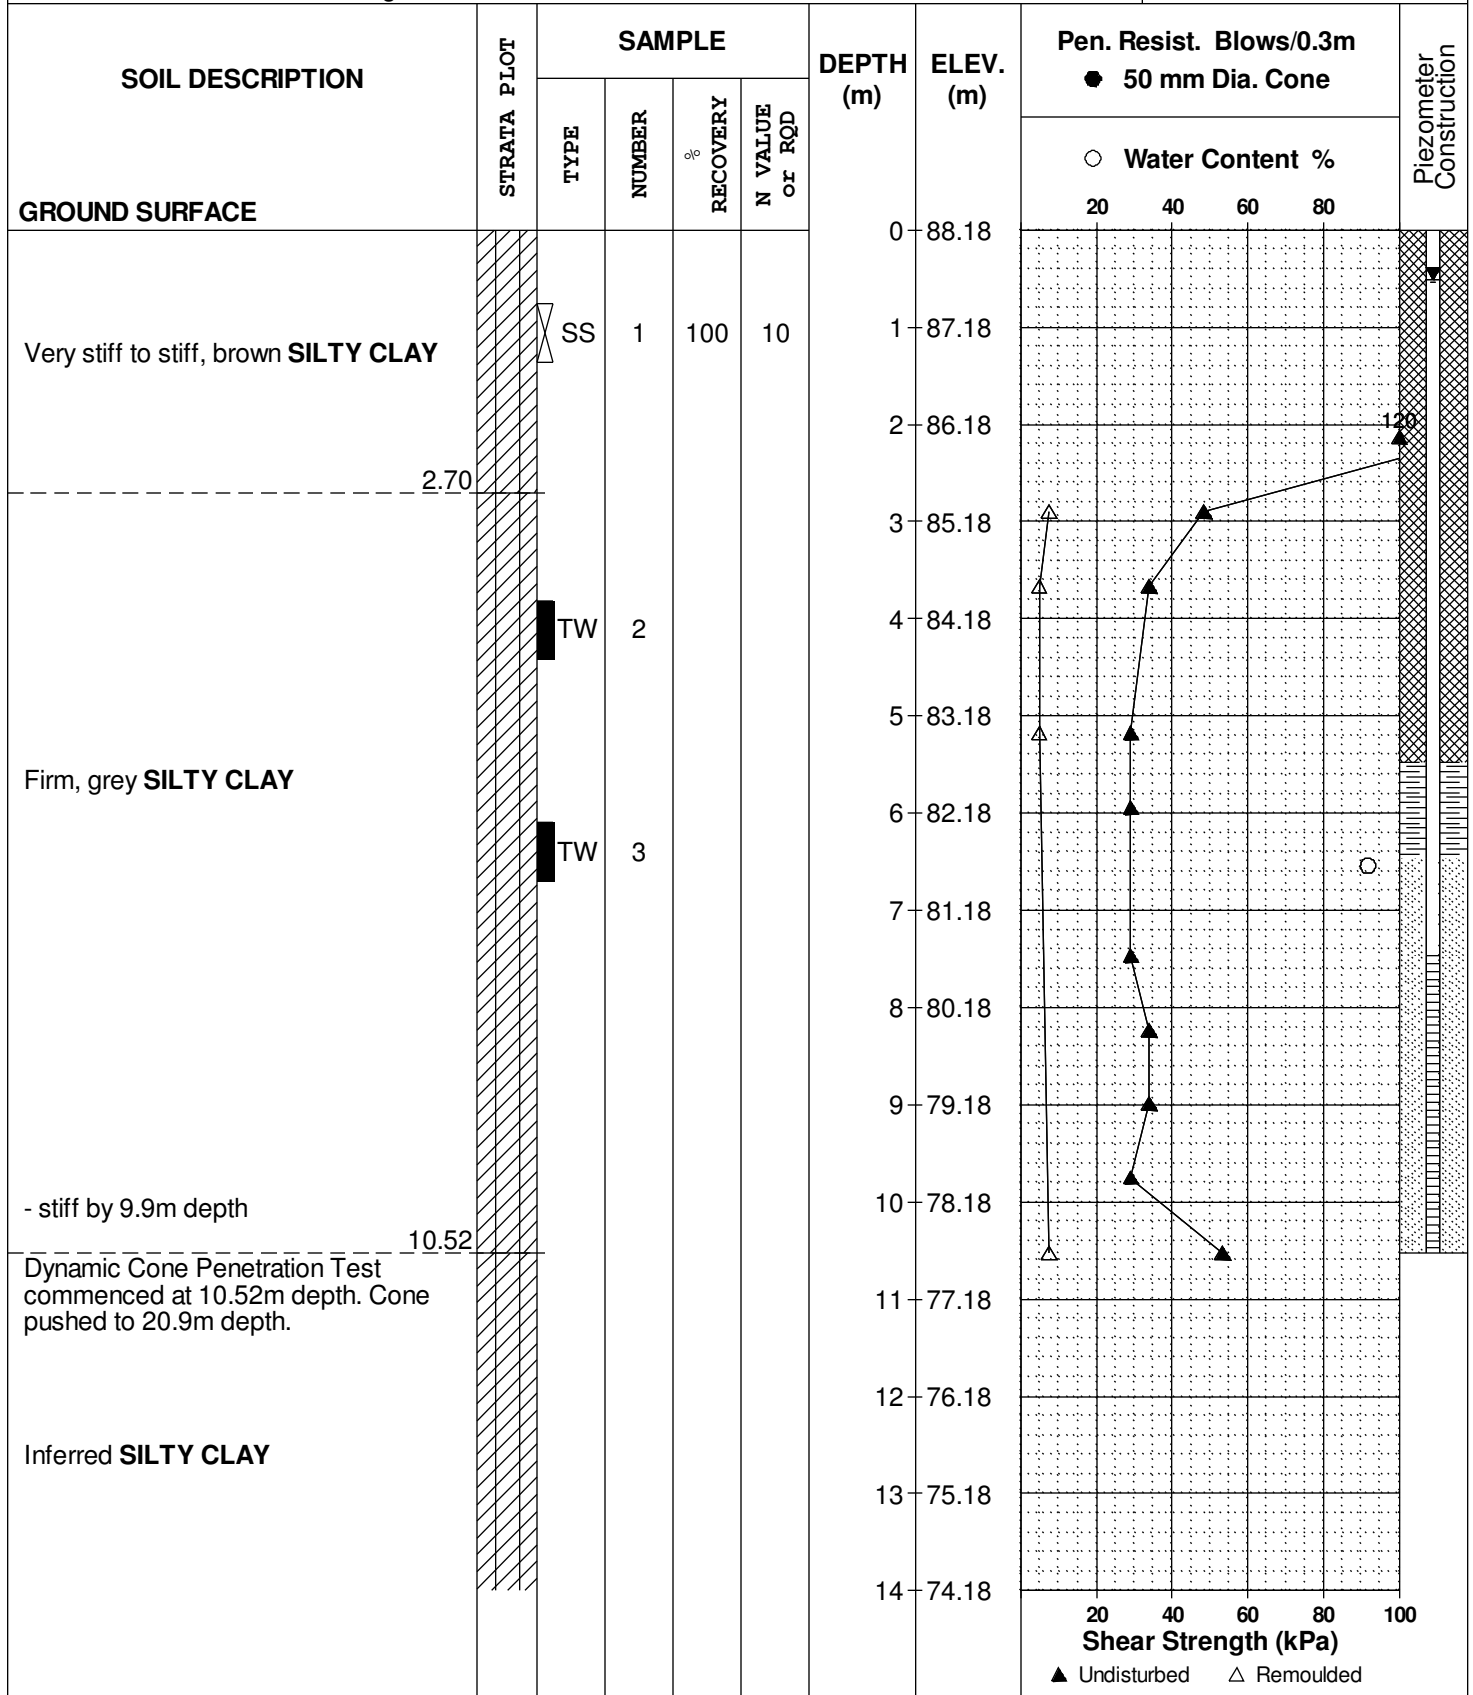 SOIL DESCRIPTION
GROUND SURFACE
STRATA PLOT
SAMPLE
TYPE
NUMBER
%
RECOVERY
N VALUE
or RQD
DEPTH
(m)
ELEV.
(m)
Pen. Resist. Blows/0.3m
● 50 mm Dia. Cone
○ Water Content %
20 40 60 80
Piezometer
Construction
0 88.18
SS 1 100 10
1 87.18
Very stiff to stiff, brown SILTY CLAY
120
2 86.18
2.70
3 85.18
4 84.18
TW 2
5 83.18
Firm, grey SILTY CLAY
6 82.18
TW 3
7 81.18
8 80.18
9 79.18
10 78.18
- stiff by 9.9m depth
10.52
Dynamic Cone Penetration Test
commenced at 10.52m depth. Cone
pushed to 20.9m depth.
11 77.18
12 76.18
Inferred SILTY CLAY
13 75.18
14 74.18
20 40 60 80 100
Shear Strength (kPa)
▲ Undisturbed △ Remoulded